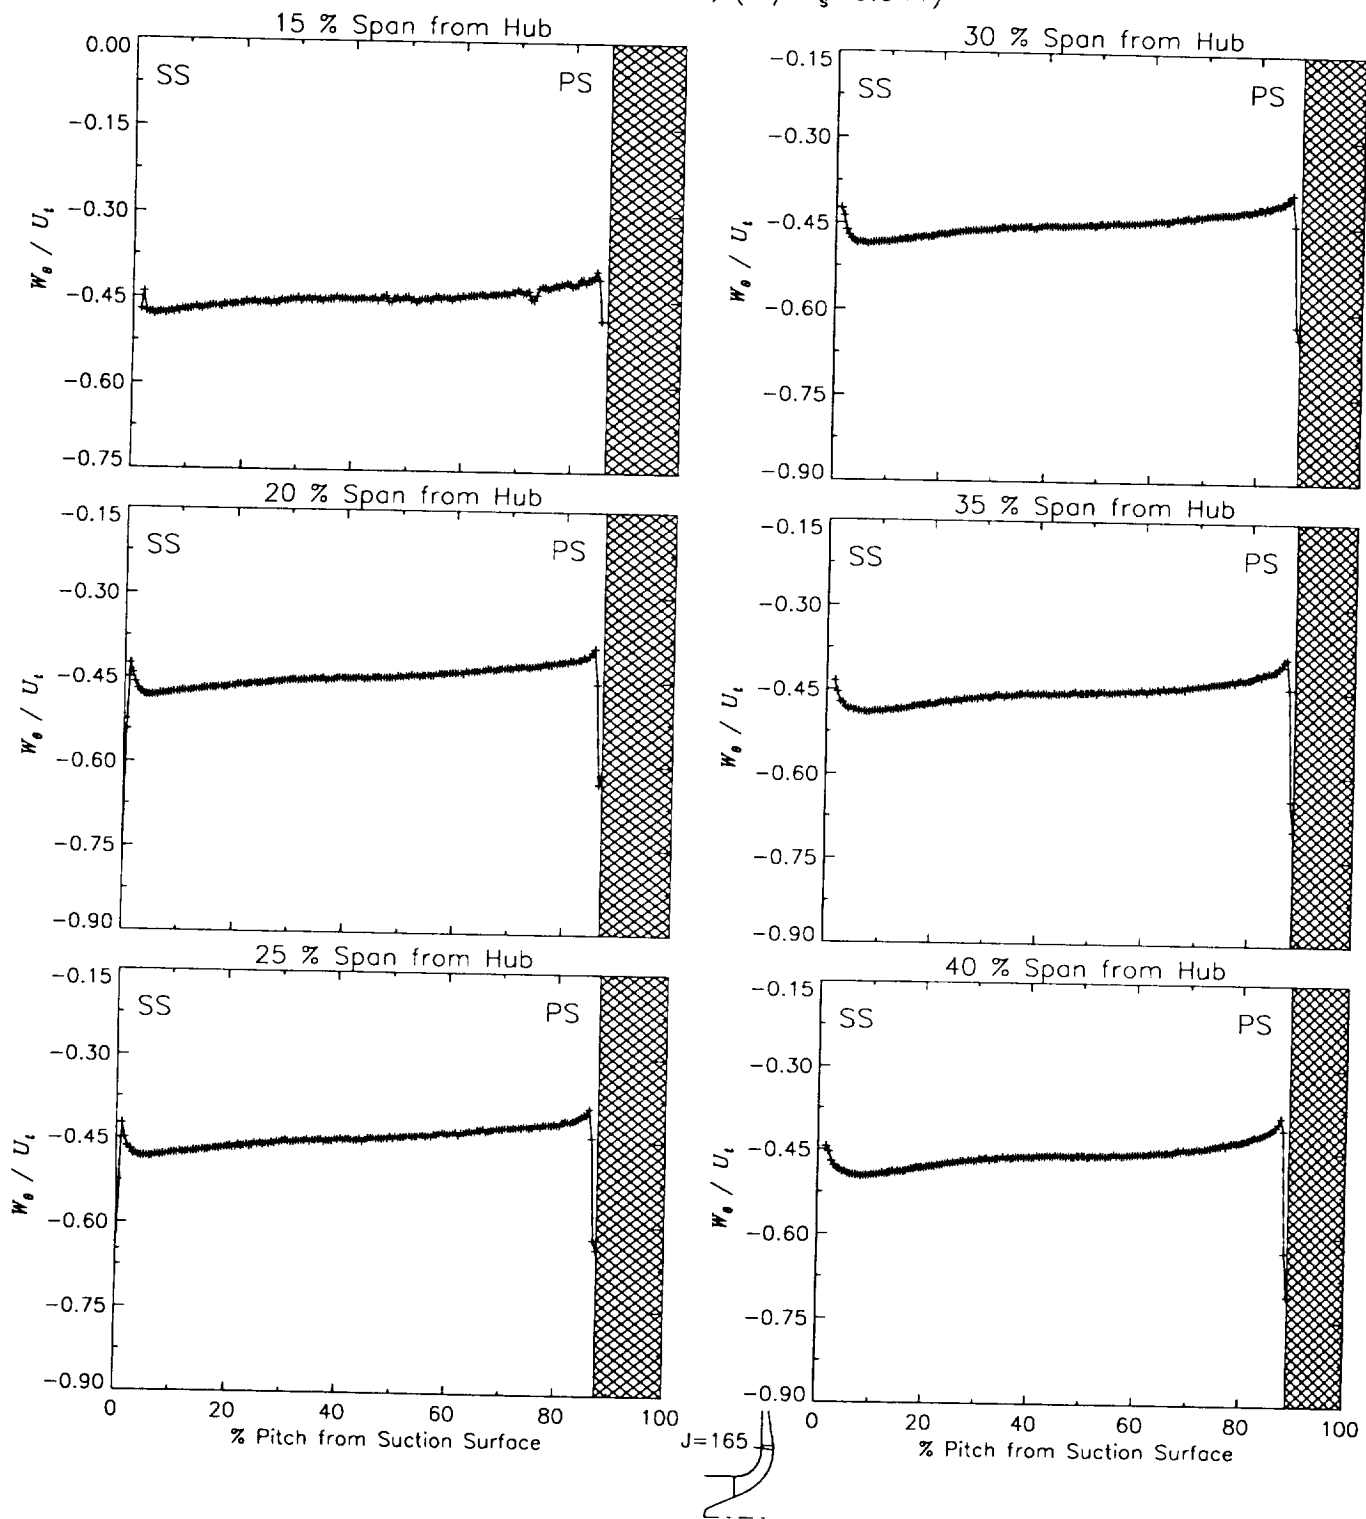 15 % Span from Hub
0.00
−0.15
−0.30
−0.45
−0.60
−0.75
W_θ / U_t
SS
PS
30 % Span from Hub
−0.15
−0.30
−0.45
−0.60
−0.75
−0.90
W_θ / U_t
SS
PS
20 % Span from Hub
−0.15
−0.30
−0.45
−0.60
−0.75
−0.90
W_θ / U_t
SS
PS
35 % Span from Hub
−0.15
−0.30
−0.45
−0.60
−0.75
−0.90
W_θ / U_t
SS
PS
25 % Span from Hub
−0.15
−0.30
−0.45
−0.60
−0.75
−0.90
W_θ / U_t
SS
PS
0 20 40 60 80 100
% Pitch from Suction Surface
40 % Span from Hub
−0.15
−0.30
−0.45
−0.60
−0.75
−0.90
W_θ / U_t
SS
PS
0 20 40 60 80 100
% Pitch from Suction Surface
J=165